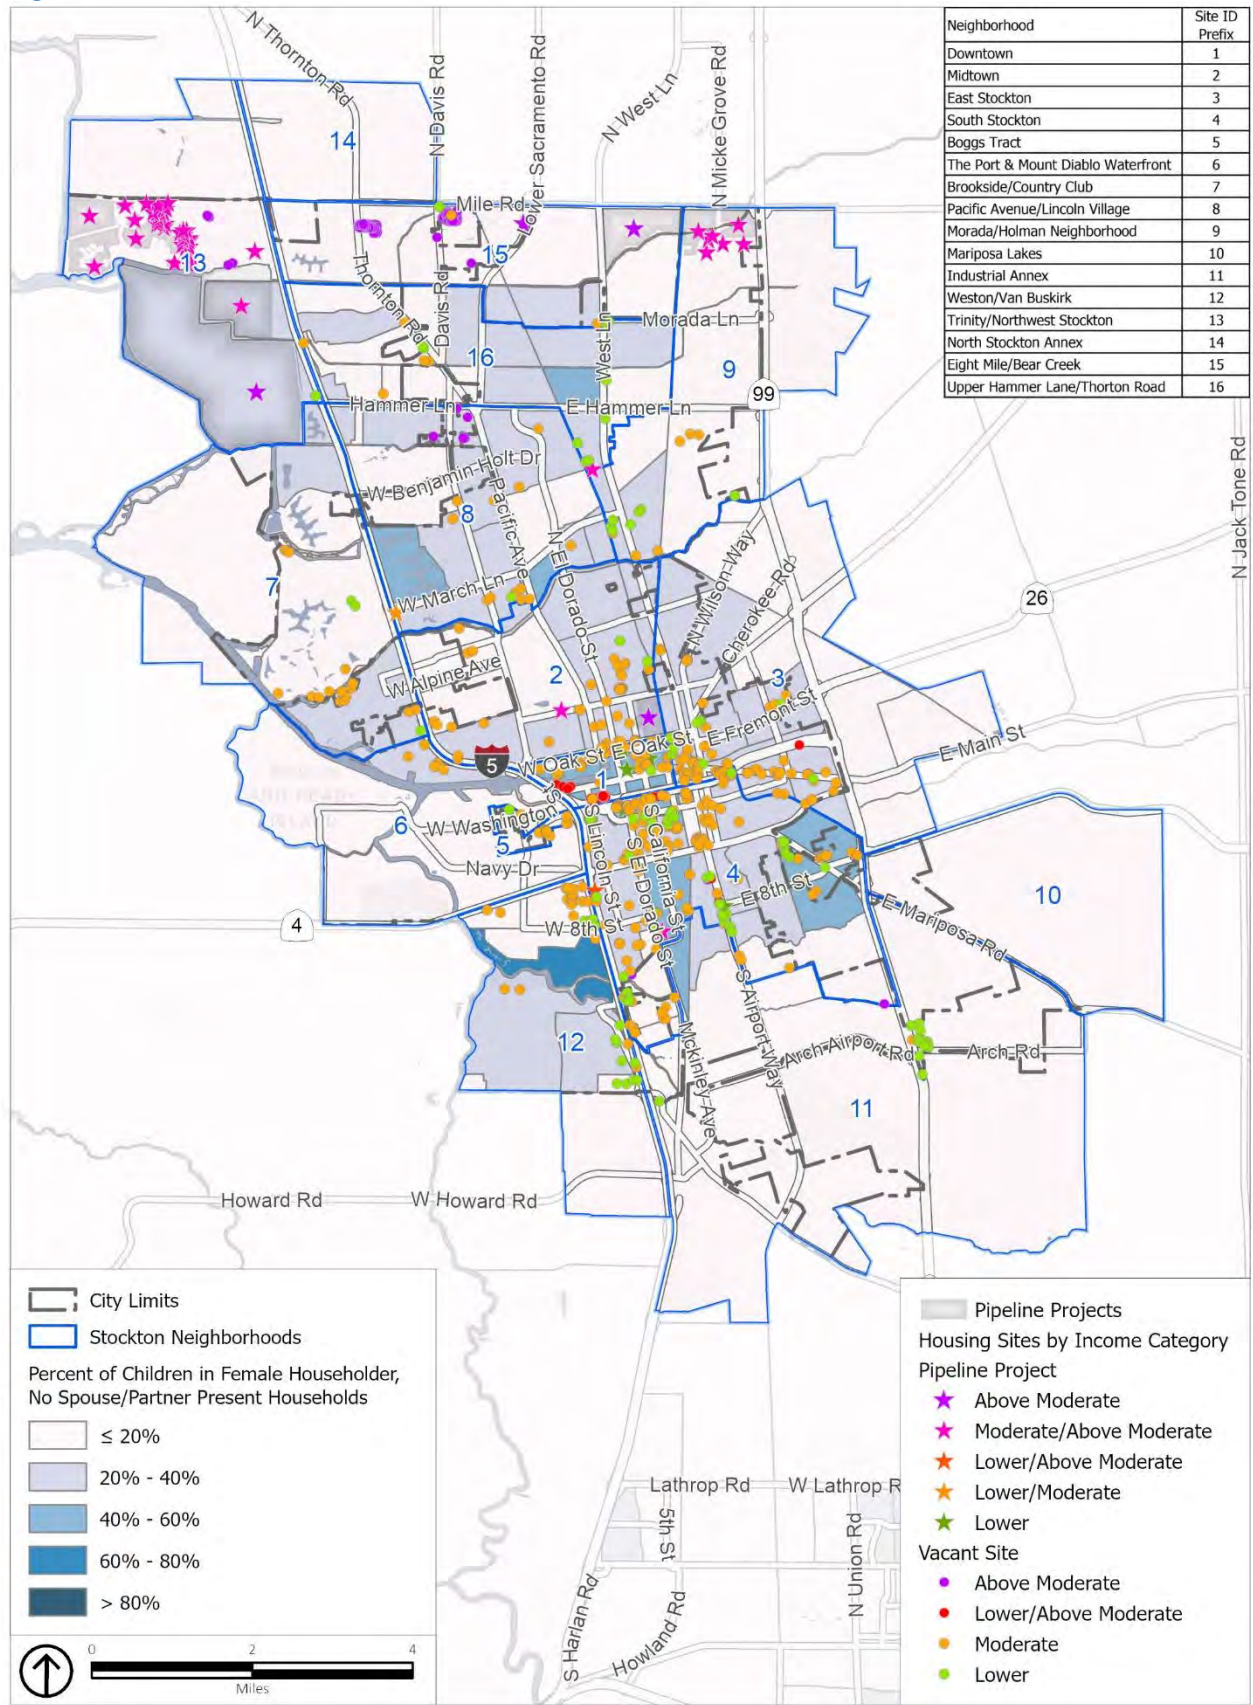 Neighborhood Site ID Prefix
Downtown 1
Midtown 2
East Stockton 3
South Stockton 4
Boggs Tract 5
The Port & Mount Diablo Waterfront 6
Brookside/Country Club 7
Pacific Avenue/Lincoln Village 8
Morada/Holman Neighborhood 9
Mariposa Lakes 10
Industrial Annex 11
Weston/Van Buskirk 12
Trinity/Northwest Stockton 13
North Stockton Annex 14
Eight Mile/Bear Creek 15
Upper Hammer Lane/Thorton Road 16
N Thornton Rd
N Davis Rd
Lower Sacramento Rd
N West Ln
N Micke Grove Rd
14
Mile Rd
13
15
Thornton Rd
Davis Rd
West Ln
Morada Ln
16
9
99
Hammer Ln
E Hammer Ln
N Jack Tone Rd
W Benjamin Holt Dr
8
Pacific Ave
N El Dorado St
N Wilson Way
Cherokee Rd
7
W March Ln
26
W Alpine Ave
2
3
E Fremont St
5
W Oak St
E Oak St
E Main St
1
6
W Washington St
5
S Lincoln St
S California St
S El Dorado St
Navy Dr
4
E 8th St
10
4
W 8th St
E Mariposa Rd
12
S Airport Way
Mckinley Ave
Arch Airport Rd
Arch Rd
11
Howard Rd
W Howard Rd
City Limits
Stockton Neighborhoods
Percent of Children in Female Householder,
No Spouse/Partner Present Households
≤ 20%
20% - 40%
40% - 60%
60% - 80%
> 80%
0 2 4
Miles
Lathrop Rd
W Lathrop R
5th St
N Union Rd
S Harlan Rd
Howland Rd
Pipeline Projects
Housing Sites by Income Category
Pipeline Project
Above Moderate
Moderate/Above Moderate
Lower/Above Moderate
Lower/Moderate
Lower
Vacant Site
Above Moderate
Lower/Above Moderate
Moderate
Lower